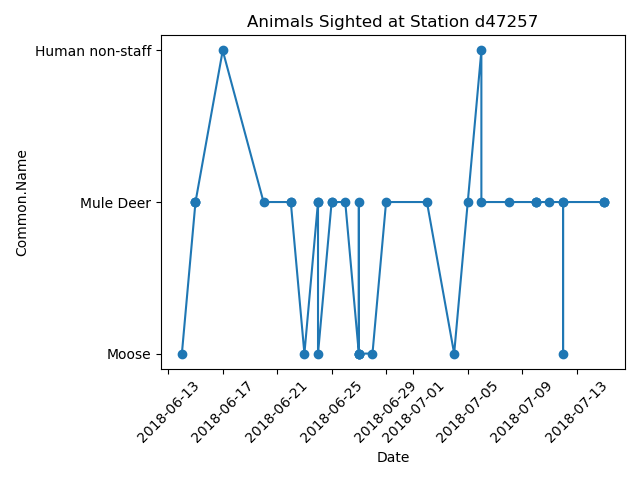 Animals Sighted at Station d47257
Human non-staff
Mule Deer
Moose
Common.Name
2018-06-13
2018-06-17
2018-06-21
2018-06-25
2018-06-29
2018-07-01
2018-07-05
2018-07-09
2018-07-13
Date